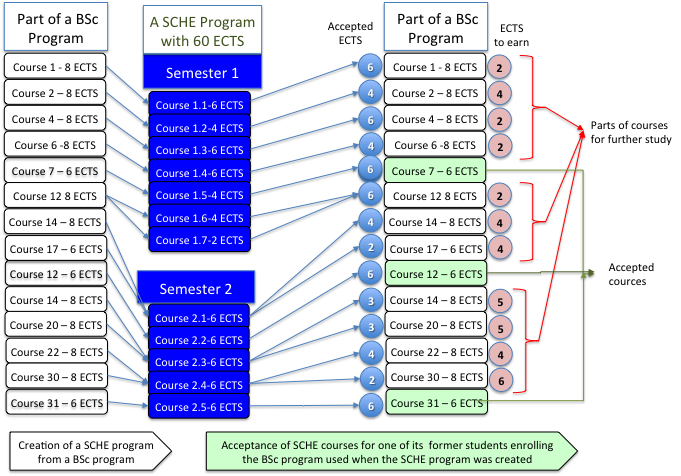 Part of a BSc
Program
Course 1 - 8 ECTS
Course 2 – 8 ECTS
Course 4 – 8 ECTS
Course 6 -8 ECTS
Course 7 – 6 ECTS
Course 12 8 ECTS
Course 14 – 8 ECTS
Course 17 – 6 ECTS
Course 12 – 6 ECTS
Course 14 – 8 ECTS
Course 20 – 8 ECTS
Course 22 – 8 ECTS
Course 30 – 8 ECTS
Course 31 – 6 ECTS
A SCHE Program
with 60 ECTS
Semester 1
Course 1.1-6 ECTS
Course 1.2-4 ECTS
Course 1.3-6 ECTS
Course 1.4-6 ECTS
Course 1.5-4 ECTS
Course 1.6-4 ECTS
Course 1.7-2 ECTS
Semester 2
Course 2.1-6 ECTS
Course 2.2-6 ECTS
Course 2.3-6 ECTS
Course 2.4-6 ECTS
Course 2.5-6 ECTS
Accepted
ECTS
6
4
6
4
6
6
4
2
6
3
3
4
2
6
Part of a BSc
Program
Course 1 - 8 ECTS
Course 2 – 8 ECTS
Course 4 – 8 ECTS
Course 6 -8 ECTS
Course 7 – 6 ECTS
Course 12 8 ECTS
Course 14 – 8 ECTS
Course 17 – 6 ECTS
Course 12 – 6 ECTS
Course 14 – 8 ECTS
Course 20 – 8 ECTS
Course 22 – 8 ECTS
Course 30 – 8 ECTS
Course 31 – 6 ECTS
ECTS
to earn
2
4
2
2
2
4
4
5
5
4
6
Parts of courses
for further study
Accepted
cources
Creation of a SCHE program
from a BSc program
Acceptance of SCHE courses for one of its former students enrolling
the BSc program used when the SCHE program was created